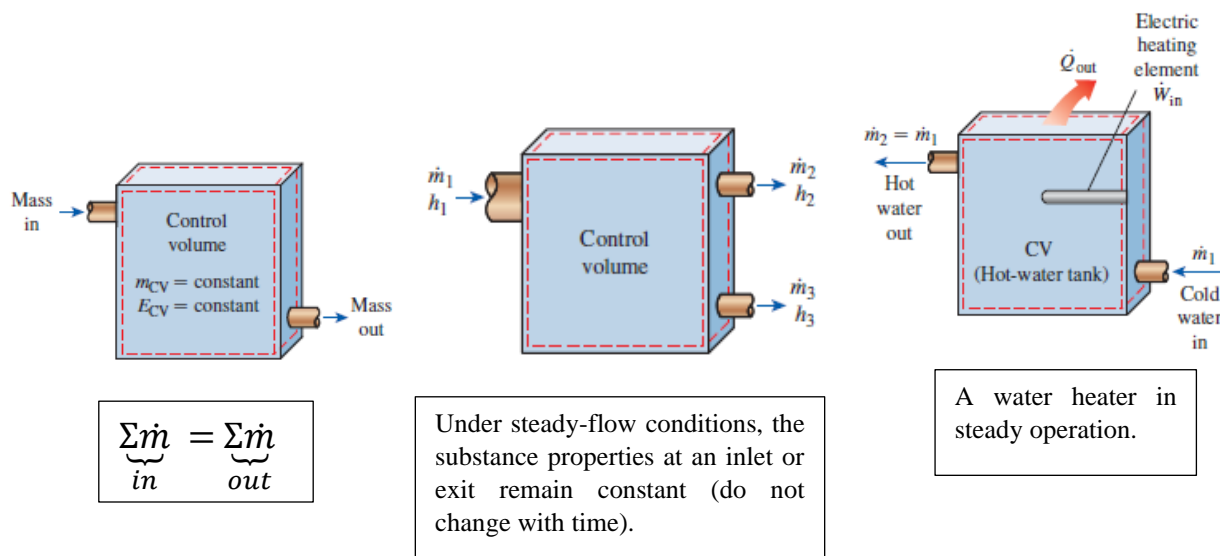 Mass
in
Control
volume
m_CV = constant
E_CV = constant
Mass
out
Σṁ = Σṁ
in out
ṁ₁
h₁
Control
volume
ṁ₂
h₂
ṁ₃
h₃
Under steady-flow conditions, the
substance properties at an inlet or
exit remain constant (do not
change with time).
Q̇out
Electric
heating
element
Ẇin
ṁ₂ = ṁ₁
Hot
water
out
CV
(Hot-water tank)
ṁ₁
Cold
water
in
A water heater in
steady operation.